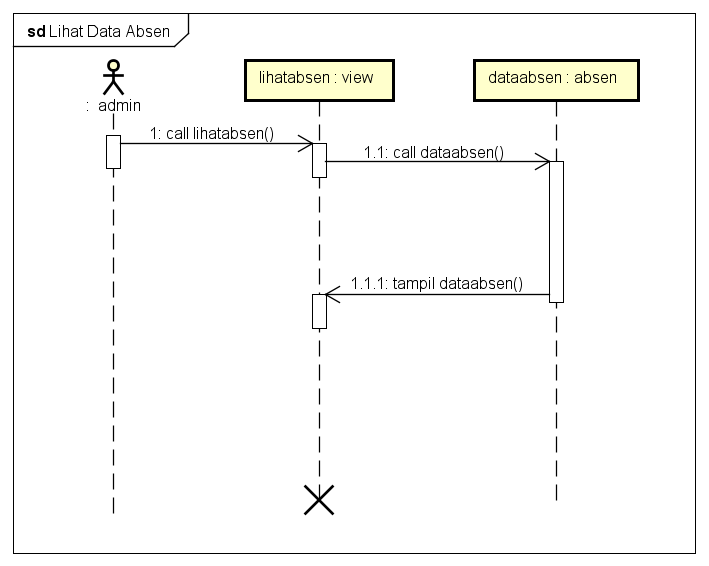 sd Lihat Data Absen
: admin
lihatabsen : view
dataabsen : absen
1: call lihatabsen()
1.1: call dataabsen()
1.1.1: tampil dataabsen()